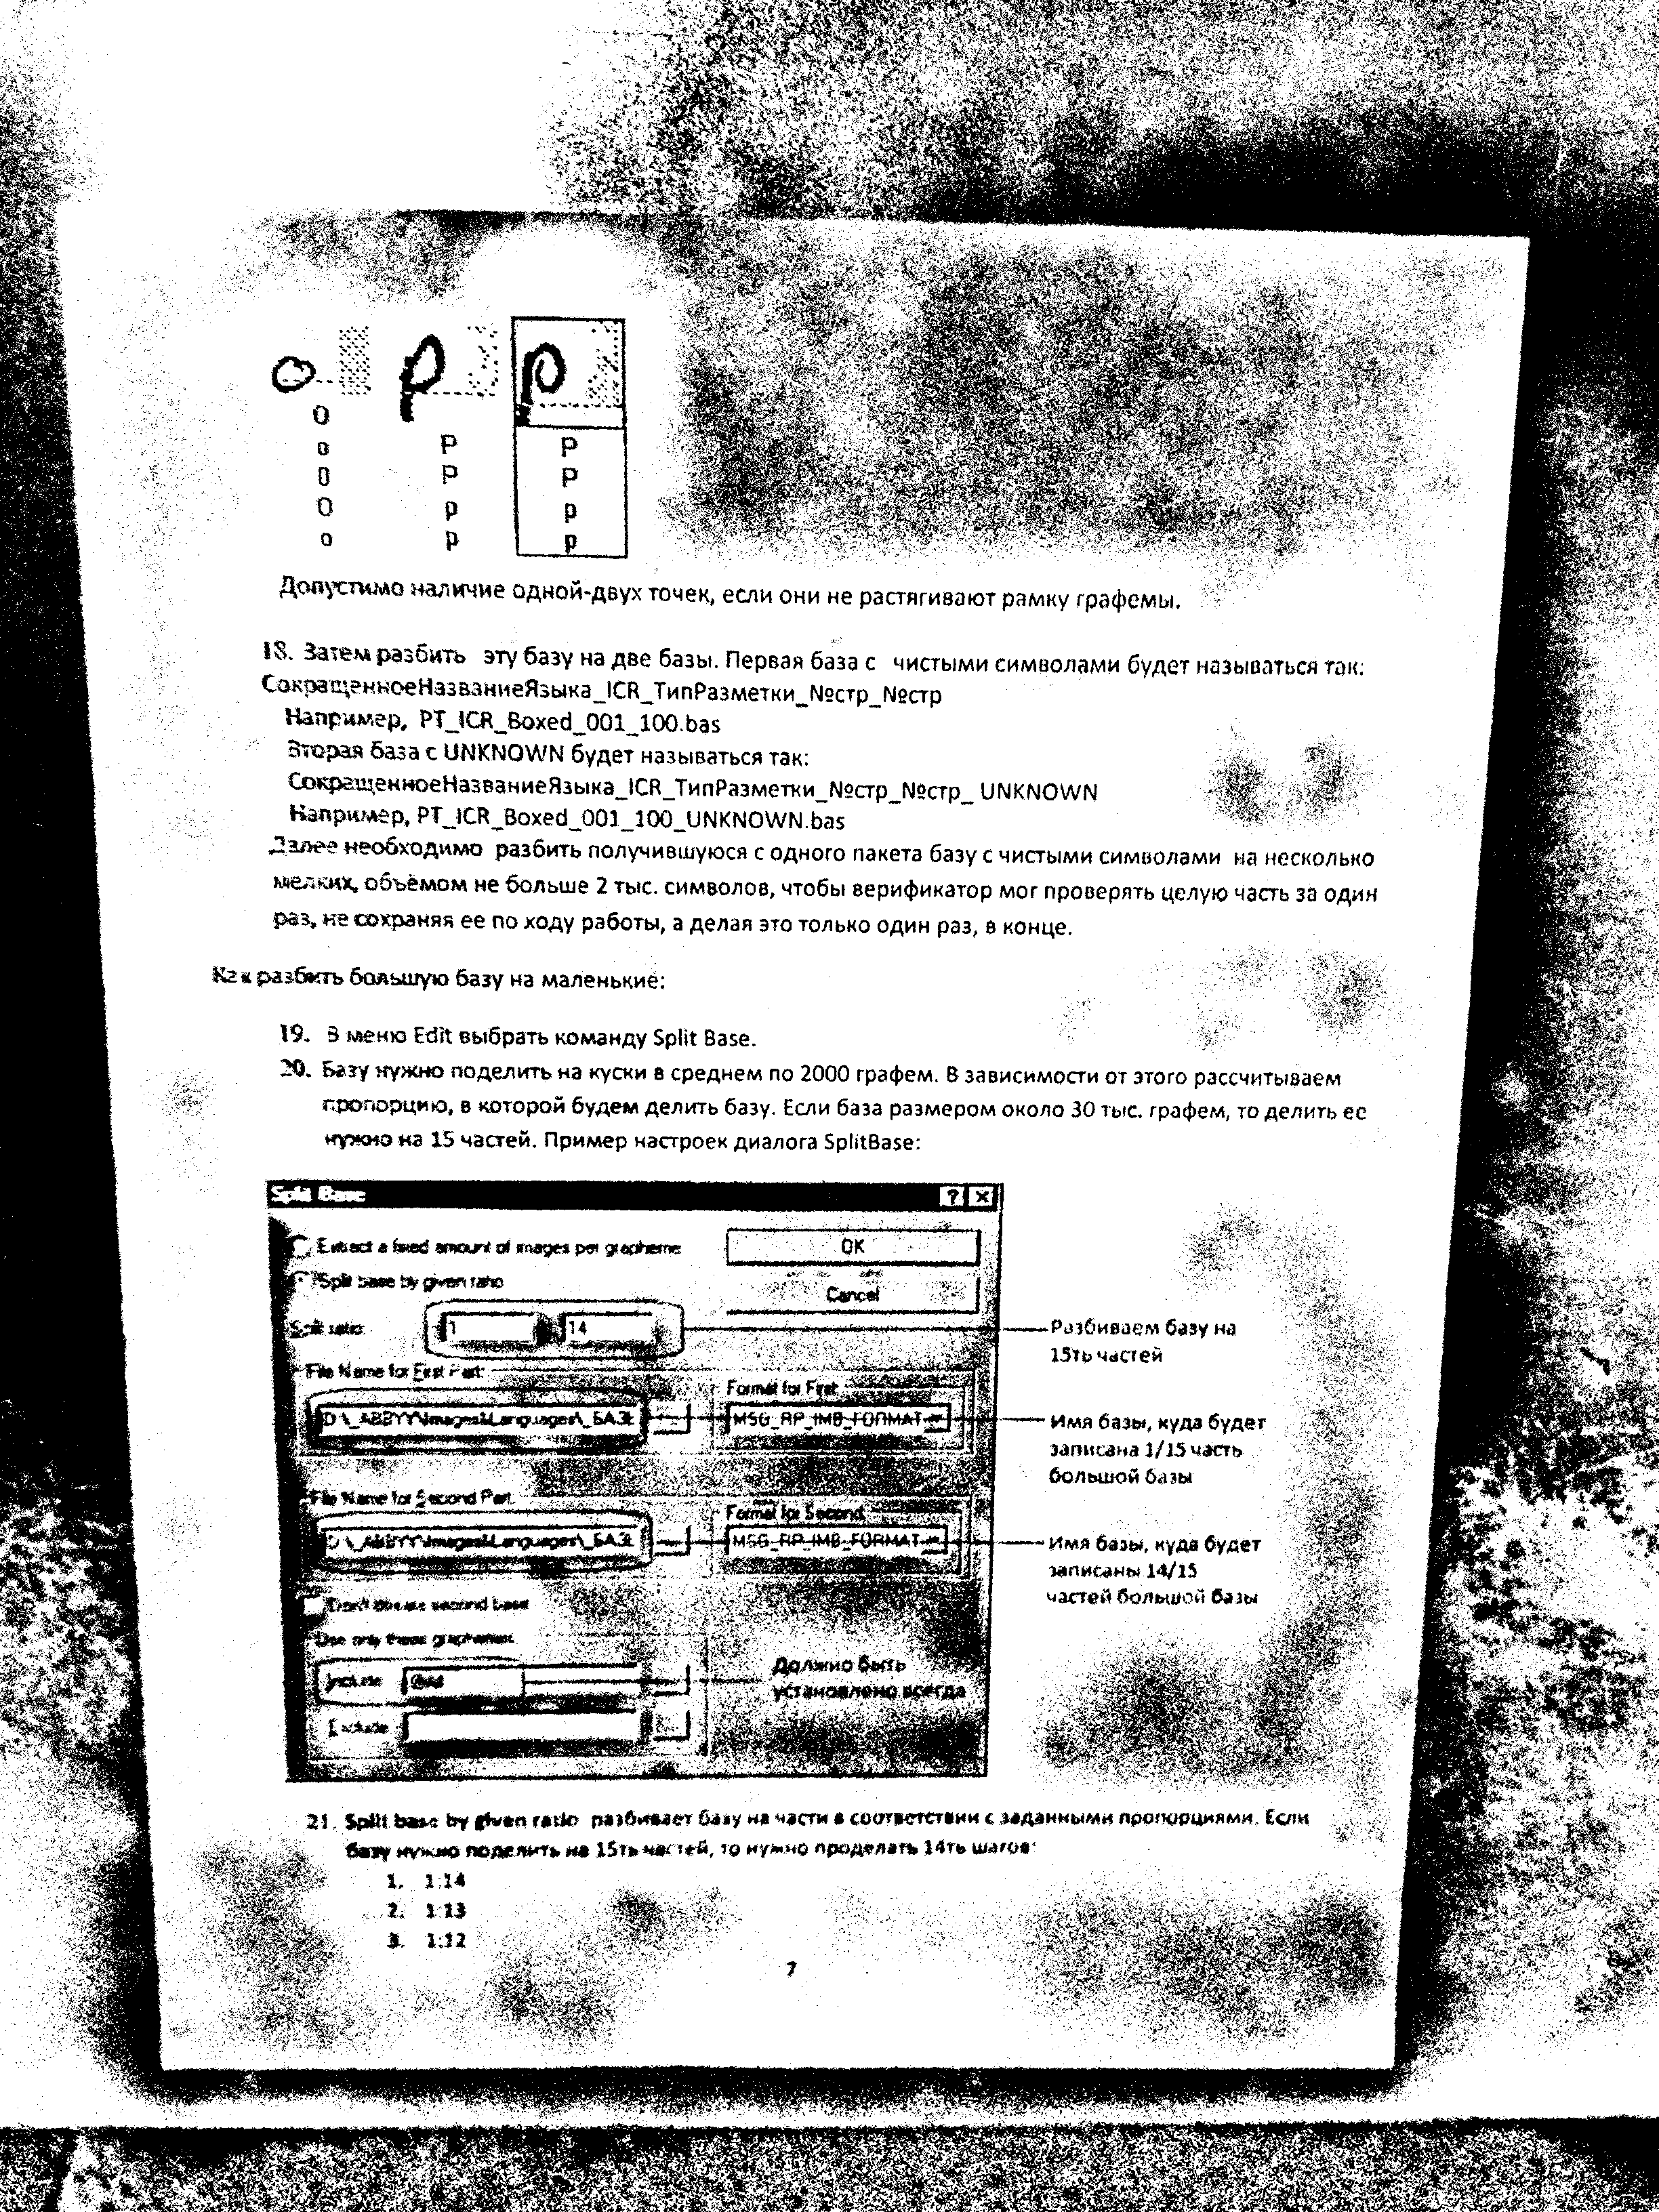 O
o P P
0 P P
O p p
o p p
Допустимо наличие одной-двух точек, если они не растягивают рамку графемы.
18. Затем разбить эту базу на две базы. Первая база с чистыми символами будет называться так:
СокращенноеНазваниеЯзыка_ICR_ТипРазметки_№стр_№стр
Например, PT_ICR_Boxed_001_100.bas
Вторая база с UNKNOWN будет называться так:
СокращенноеНазваниеЯзыка_ICR_ТипРазметки_№стр_№стр_ UNKNOWN
Например, PT_ICR_Boxed_001_100_UNKNOWN.bas
Далее необходимо разбить получившуюся с одного пакета базу с чистыми символами на несколько
мелких, объёмом не больше 2 тыс. символов, чтобы верификатор мог проверять целую часть за один
раз, не сохраняя ее по ходу работы, а делая это только один раз, в конце.
Как разбить большую базу на маленькие:
19. В меню Edit выбрать команду Split Base.
20. Базу нужно поделить на куски в среднем по 2000 графем. В зависимости от этого рассчитываем
пропорцию, в которой будем делить базу. Если база размером около 30 тыс. графем, то делить ее
нужно на 15 частей. Пример настроек диалога SplitBase:
Split Base
Extract a fixed amount of images per grapheme
OK
Split base by given ratio
Cancel
Split ratio
1
14
Разбиваем базу на
15ть частей
File Name for First Part:
Format for First
D:\_ABBYY\Images\Languages\_БАЗЫ
...
MSG_RP_IMB_FORMAT
Имя базы, куда будет
записана 1/15 часть
большой базы
File Name for Second Part:
Format for Second
D:\_ABBYY\Images\Languages\_БАЗЫ
MSG_RP_IMB_FORMAT
Имя базы, куда будет
записаны 14/15
частей большой базы
Don't create second base
Use only these graphemes
Include
Должно быть
установлено всегда
Exclude
21. Split base by given ratio разбивает базу на части в соответствии с заданными пропорциями. Если
базу нужно поделить на 15ть частей, то нужно проделать 14ть шагов:
1. 1:14
2. 1:13
3. 1:12
7